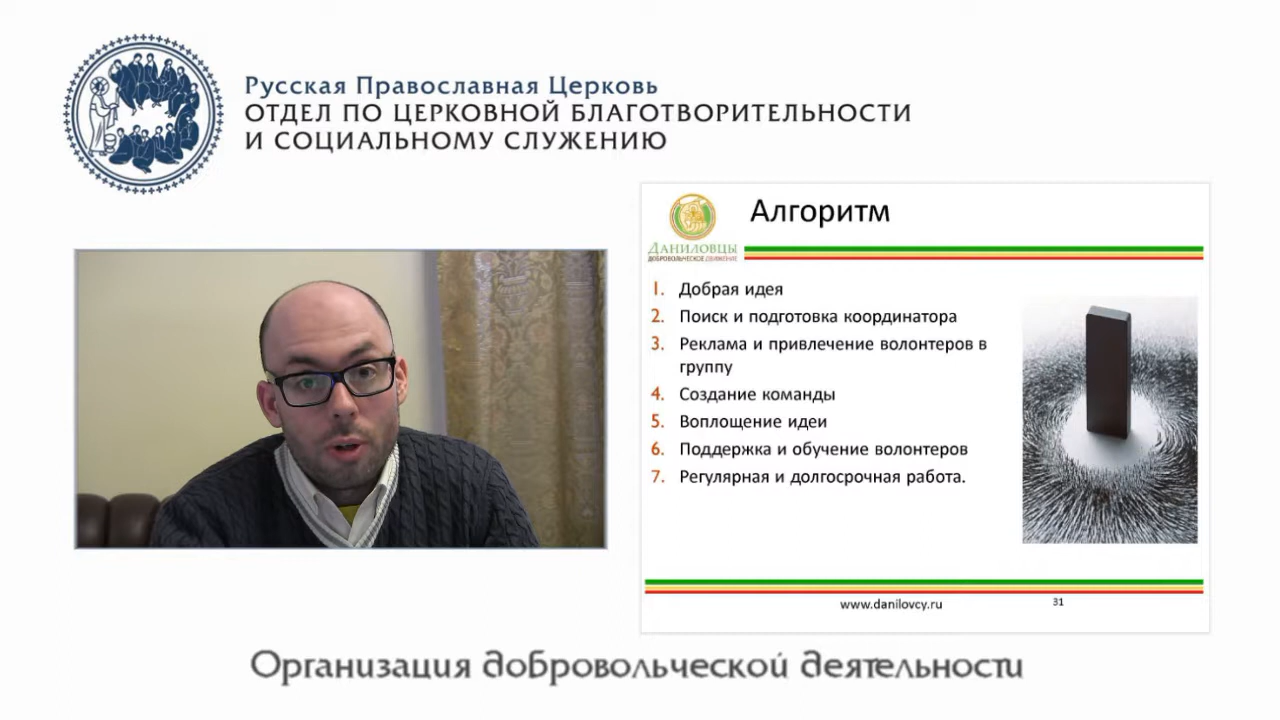 Русская Православная Церковь
ОТДЕЛ ПО ЦЕРКОВНОЙ БЛАГОТВОРИТЕЛЬНОСТИ
И СОЦИАЛЬНОМУ СЛУЖЕНИЮ
ДАНИЛОВЦЫ
ДОБРОВОЛЬЧЕСКОЕ ДВИЖЕНИЕ
Алгоритм
1. Добрая идея
2. Поиск и подготовка координатора
3. Реклама и привлечение волонтеров в
группу
4. Создание команды
5. Воплощение идеи
6. Поддержка и обучение волонтеров
7. Регулярная и долгосрочная работа.
www.danilovcy.ru
31
Организация добровольческой деятельности